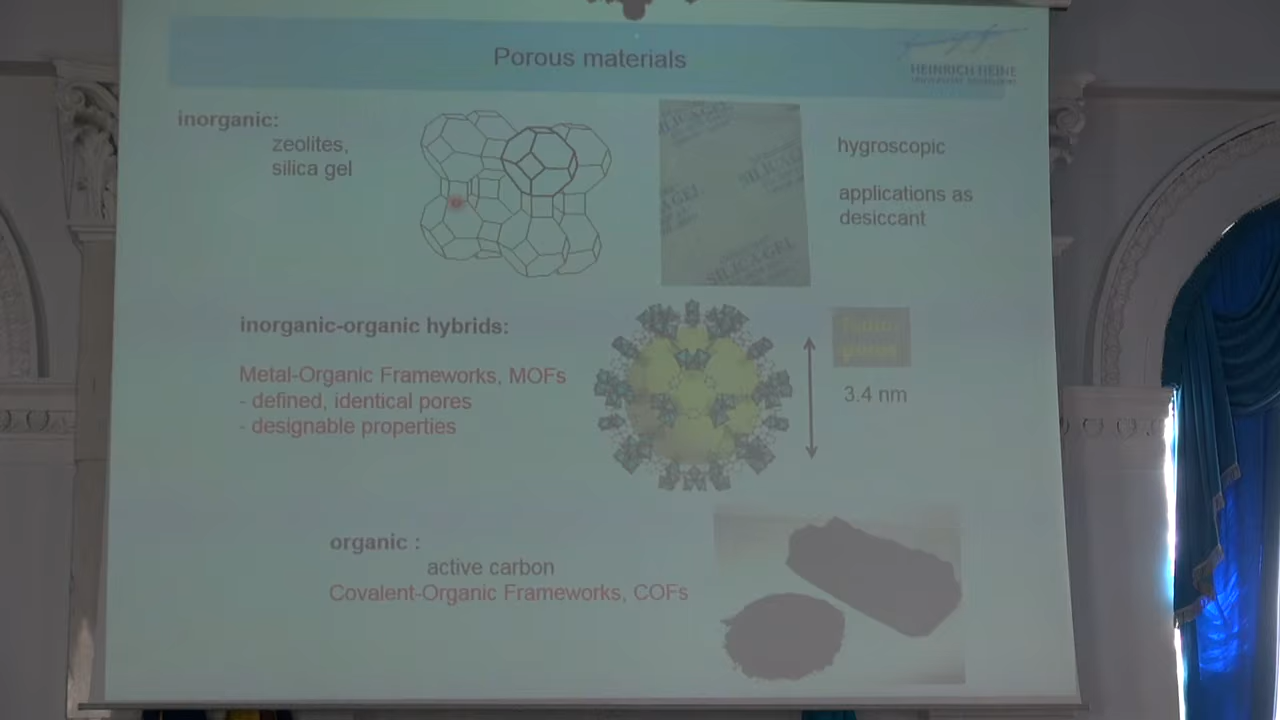 Porous materials
HEINRICH HEINE
inorganic:
zeolites,
silica gel
SILICA GEL
SILICA GEL
hygroscopic
applications as
desiccant
inorganic-organic hybrids:
Metal-Organic Frameworks, MOFs
- defined, identical pores
- designable properties
3.4 nm
organic :
active carbon
Covalent-Organic Frameworks, COFs